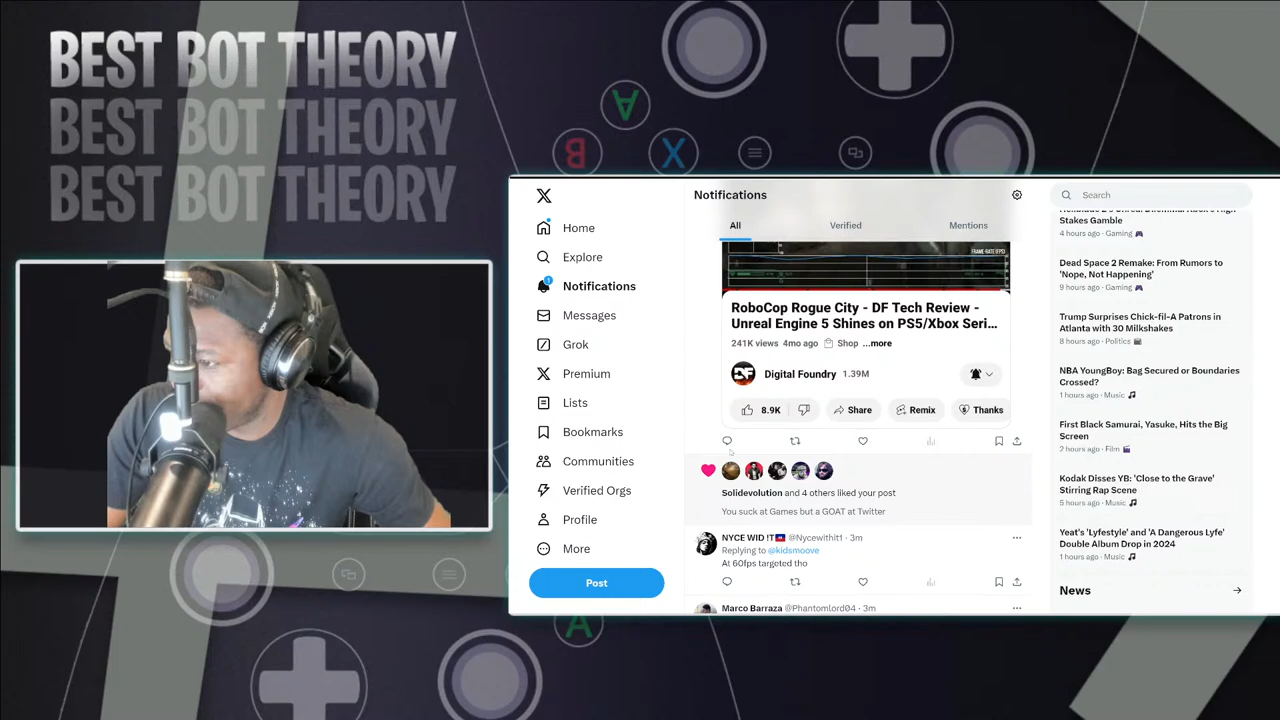 BEST BOT THEORY
BEST BOT THEORY
BEST BOT THEORY
A
B
X
Home
Explore
1
Notifications
Messages
Grok
Premium
Lists
Bookmarks
Communities
Verified Orgs
Profile
More
Post
Notifications
All
Verified
Mentions
FRAME-RATE (FPS)
RoboCop Rogue City - DF Tech Review -
Unreal Engine 5 Shines on PS5/Xbox Seri...
241K views 4mo ago Shop ...more
DF Digital Foundry 1.39M
8.9K Share Remix Thanks
Solidevolution and 4 others liked your post
You suck at Games but a GOAT at Twitter
NYCE WID !T🇭🇹 @Nycewithit1 · 3m
Replying to @kidsmoove
At 60fps targeted tho
Marco Barraza @Phantomlord04 · 3m
Search
Stakes Gamble
4 hours ago · Gaming 🎮
Dead Space 2 Remake: From Rumors to
'Nope, Not Happening'
9 hours ago · Gaming 🎮
Trump Surprises Chick-fil-A Patrons in
Atlanta with 30 Milkshakes
8 hours ago · Politics
NBA YoungBoy: Bag Secured or Boundaries
Crossed?
1 hours ago · Music 🎵
First Black Samurai, Yasuke, Hits the Big
Screen
2 hours ago · Film 🎬
Kodak Disses YB: 'Close to the Grave'
Stirring Rap Scene
5 hours ago · Music 🎵
Yeat's 'Lyfestyle' and 'A Dangerous Lyfe'
Double Album Drop in 2024
1 hours ago · Music 🎵
News
A